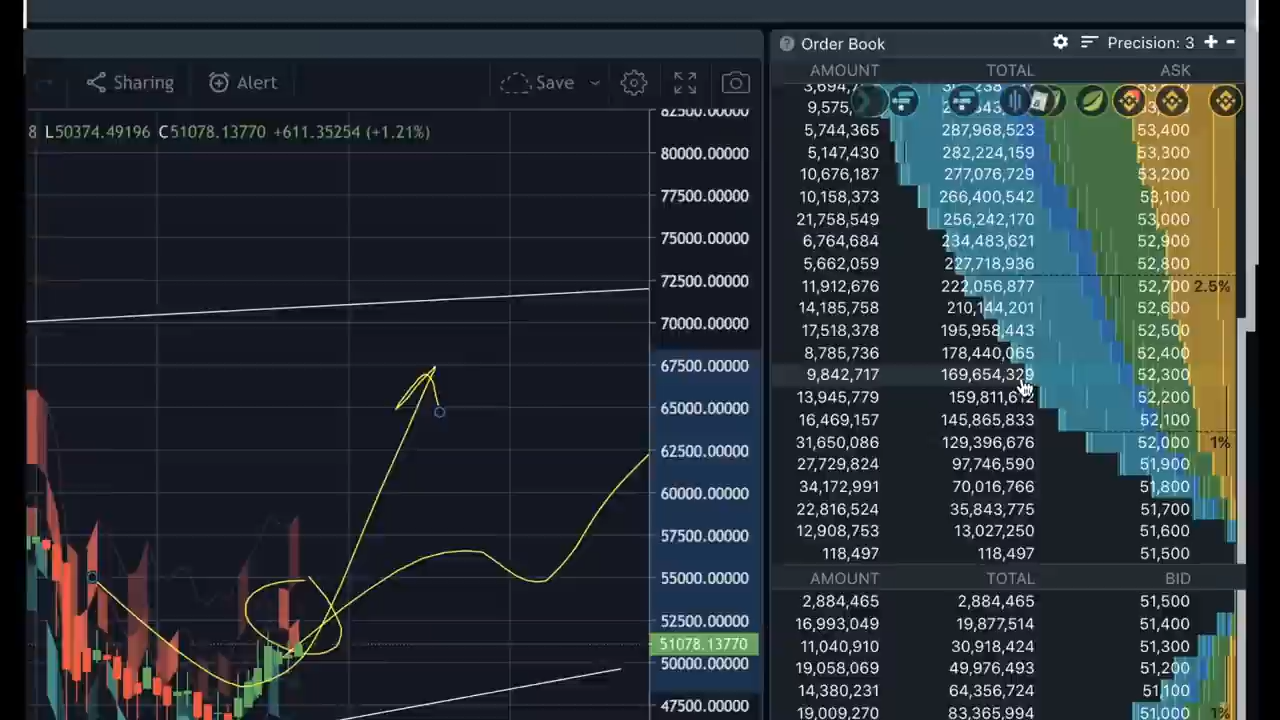 Order Book
Precision: 3 + -
AMOUNT TOTAL ASK
Sharing Alert Save
8 L50374.49196 C51078.13770 +611.35254 (+1.21%)
82500.00000
80000.00000
77500.00000
75000.00000
72500.00000
70000.00000
67500.00000
65000.00000
62500.00000
60000.00000
57500.00000
55000.00000
52500.00000
51078.13770
50000.00000
47500.00000
5,744,365 287,968,523 53,400
5,147,430 282,224,159 53,300
10,676,187 277,076,729 53,200
10,158,373 266,400,542 53,100
21,758,549 256,242,170 53,000
6,764,684 234,483,621 52,900
5,662,059 227,718,936 52,800
11,912,676 222,056,877 52,700 2.5%
14,185,758 210,144,201 52,600
17,518,378 195,958,443 52,500
8,785,736 178,440,065 52,400
9,842,717 169,654,329 52,300
13,945,779 159,811,612 52,200
16,469,157 145,865,833 52,100
31,650,086 129,396,676 52,000 1%
27,729,824 97,746,590 51,900
34,172,991 70,016,766 51,800
22,816,524 35,843,775 51,700
12,908,753 13,027,250 51,600
118,497 118,497 51,500
AMOUNT TOTAL BID
2,884,465 2,884,465 51,500
16,993,049 19,877,514 51,400
11,040,910 30,918,424 51,300
19,058,069 49,976,493 51,200
14,380,231 64,356,724 51,100
19,009,270 83,365,994 51,000 1%